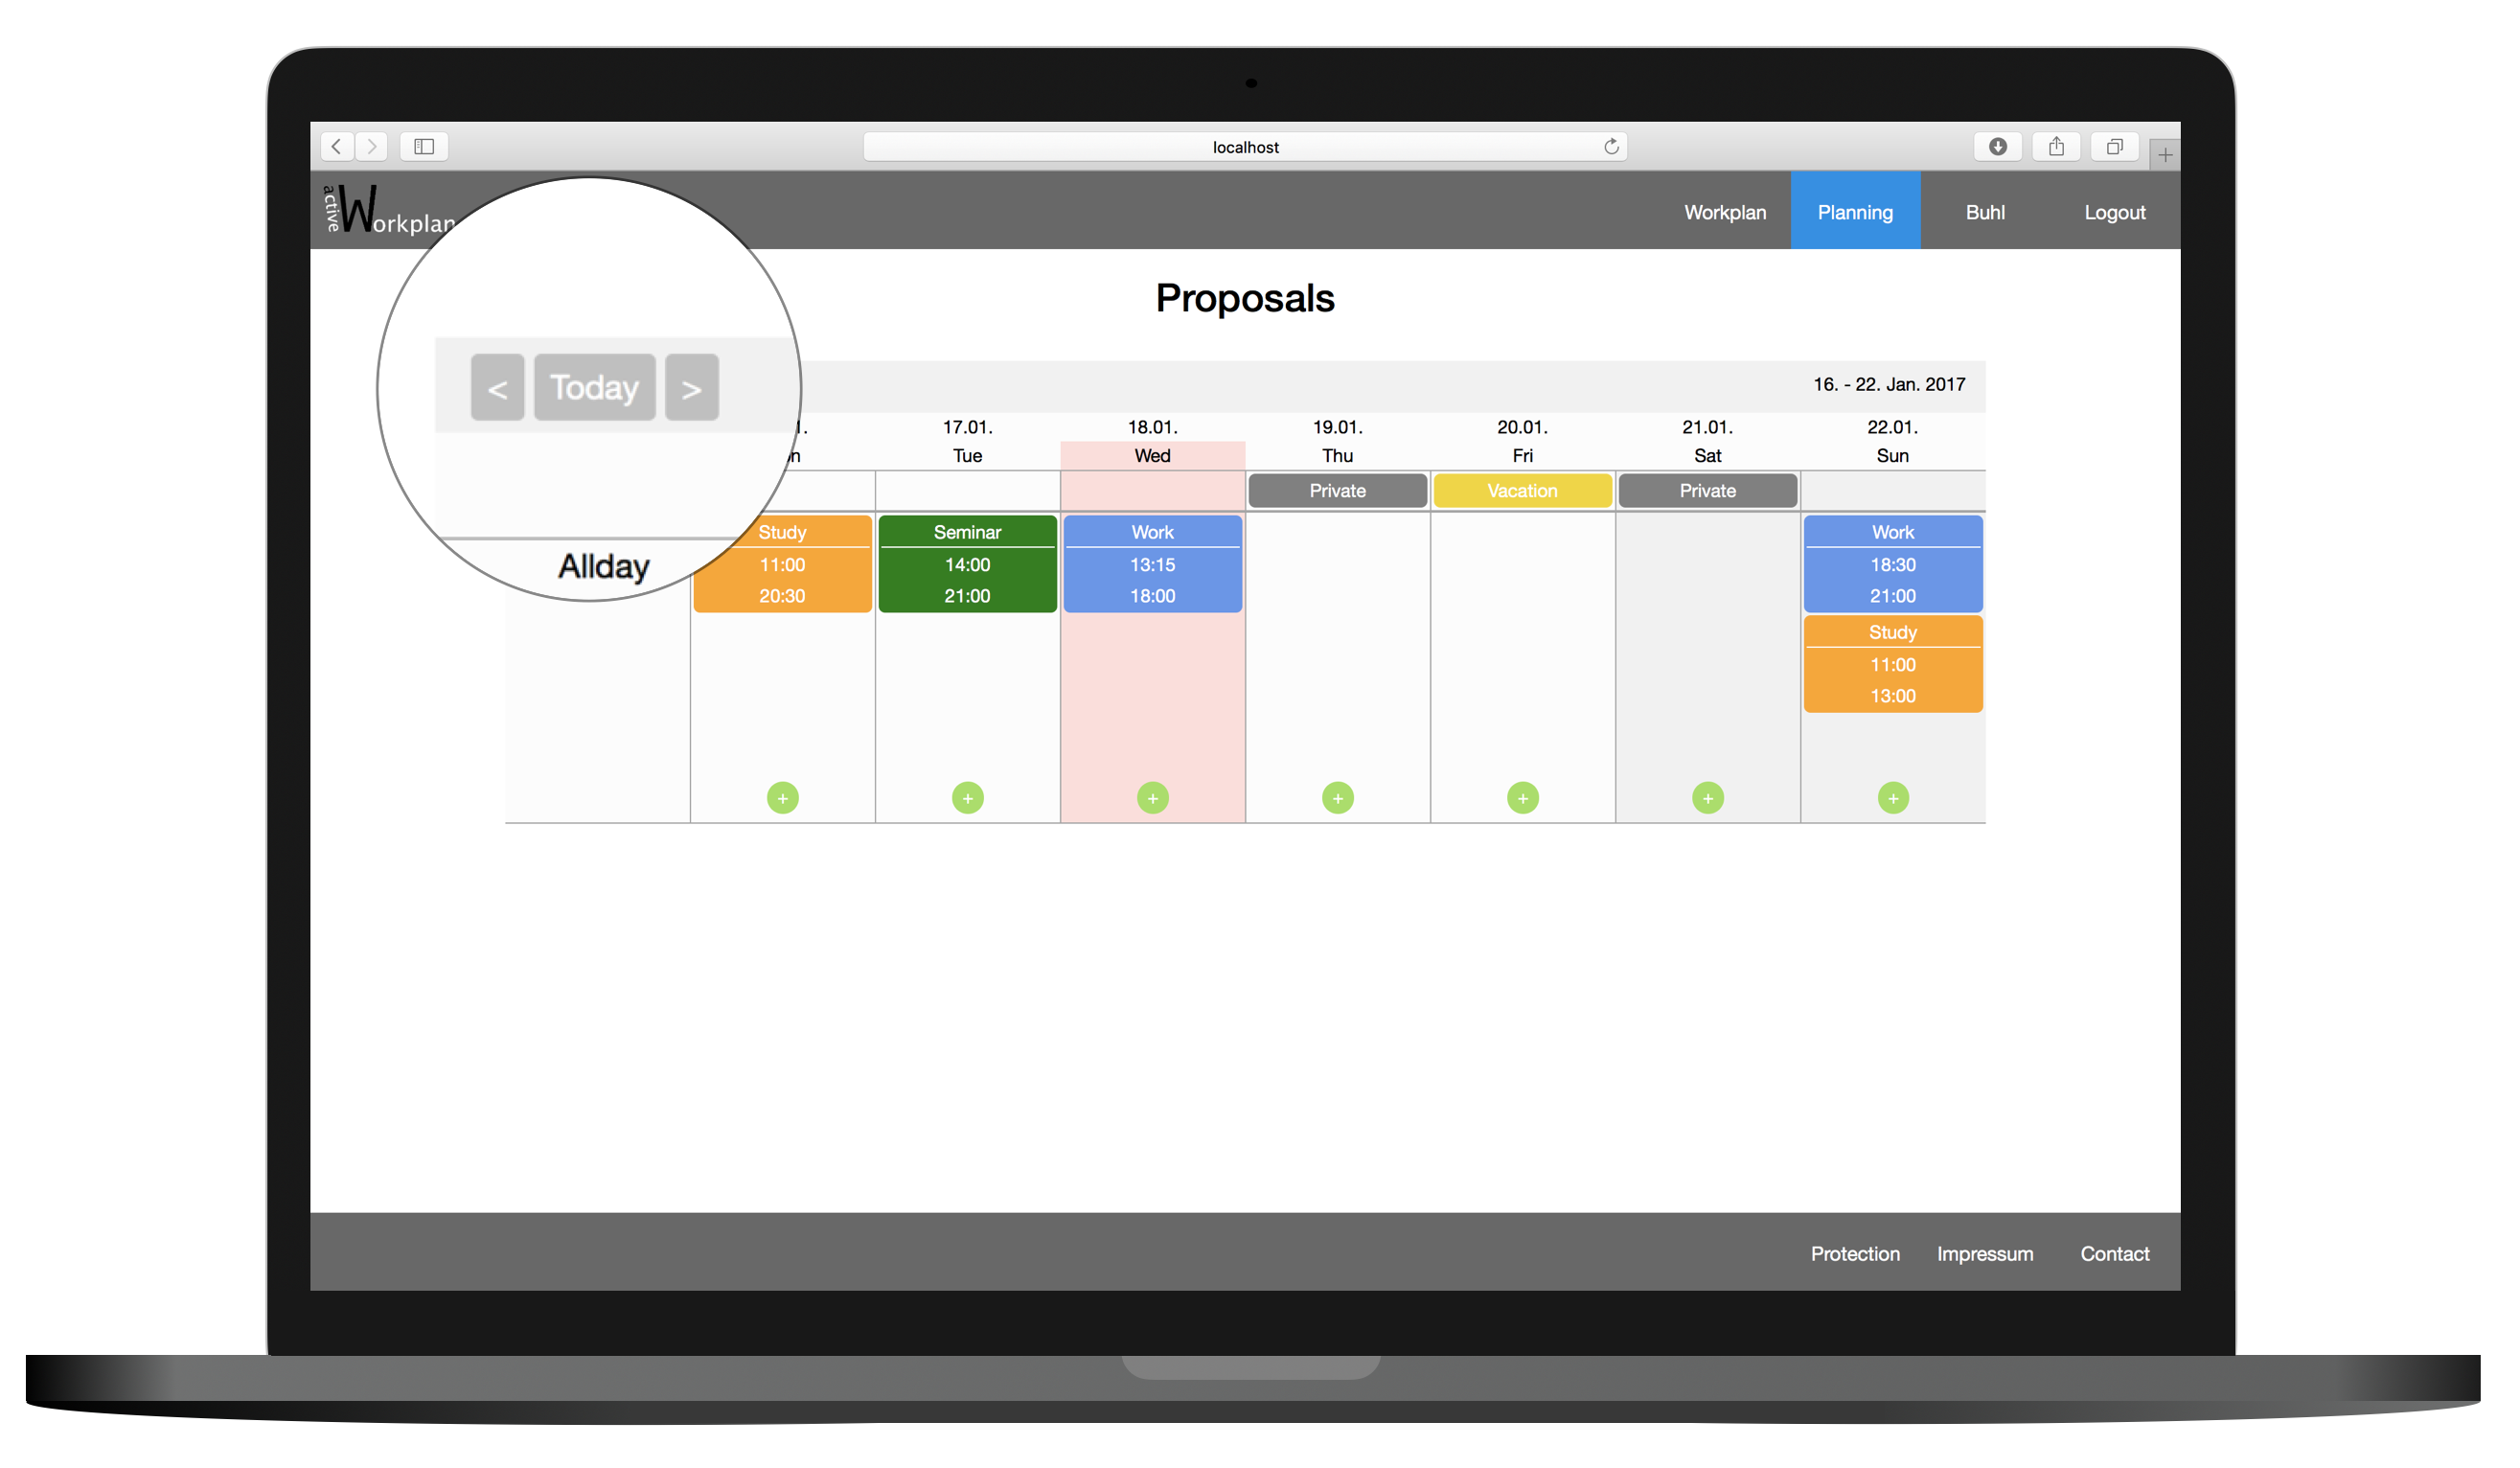 localhost
active Workplan
Workplan Planning Buhl Logout
Proposals
< Today >
16. - 22. Jan. 2017
17.01. 18.01. 19.01. 20.01. 21.01. 22.01.
Tue Wed Thu Fri Sat Sun
Allday
Private Vacation Private
Study Seminar Work Work
11:00 14:00 13:15 18:30
20:30 21:00 18:00 21:00
Study
11:00
13:00
+ + + + + + +
Protection Impressum Contact